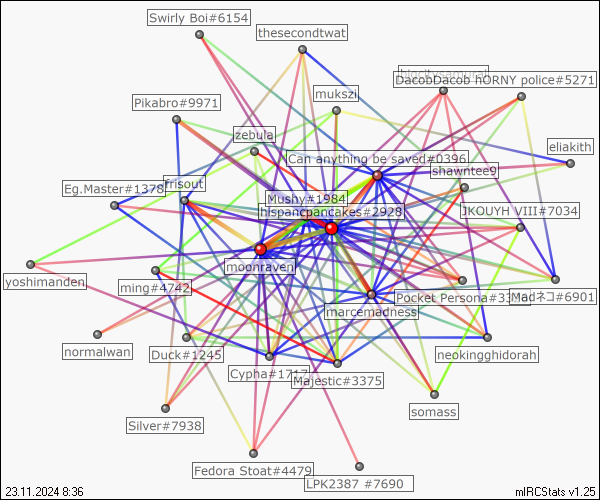 Swirly Boi#6154
thesecondtwat
DacobDacob
hORNY police#5271
mukszi
Pikabro#9971
zebula
eliakith
Can anything be saved#0396
shawntee9
Eg.Master#1378
frisout
Mushy#1984
hispancpancakes#2928
JKOUYH VIII#7034
moonraven
yoshimanden
ming#4742
Pocket Persona#33
Madネコ#6901
marcemadness
normalwan
Duck#1245
neokingghidorah
Cypha#1717
Majestic#3375
somass
Silver#7938
Fedora Stoat#4479
LPK2387 #7690
23.11.2024 8:36
mIRCStats v1.25